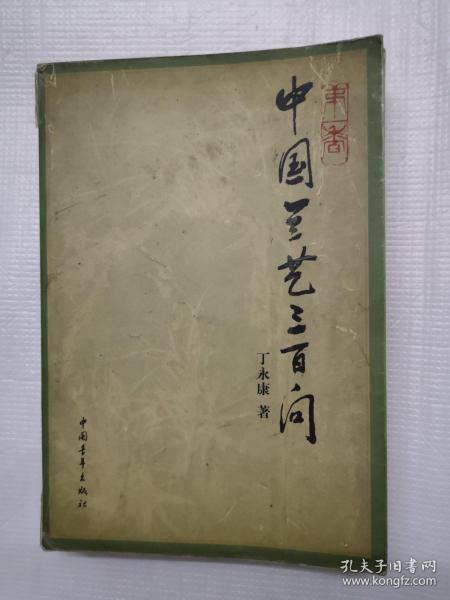 中国兰艺三百问
丁永康 著
中国青年出版社
孔夫子旧书网
www.kongfz.com